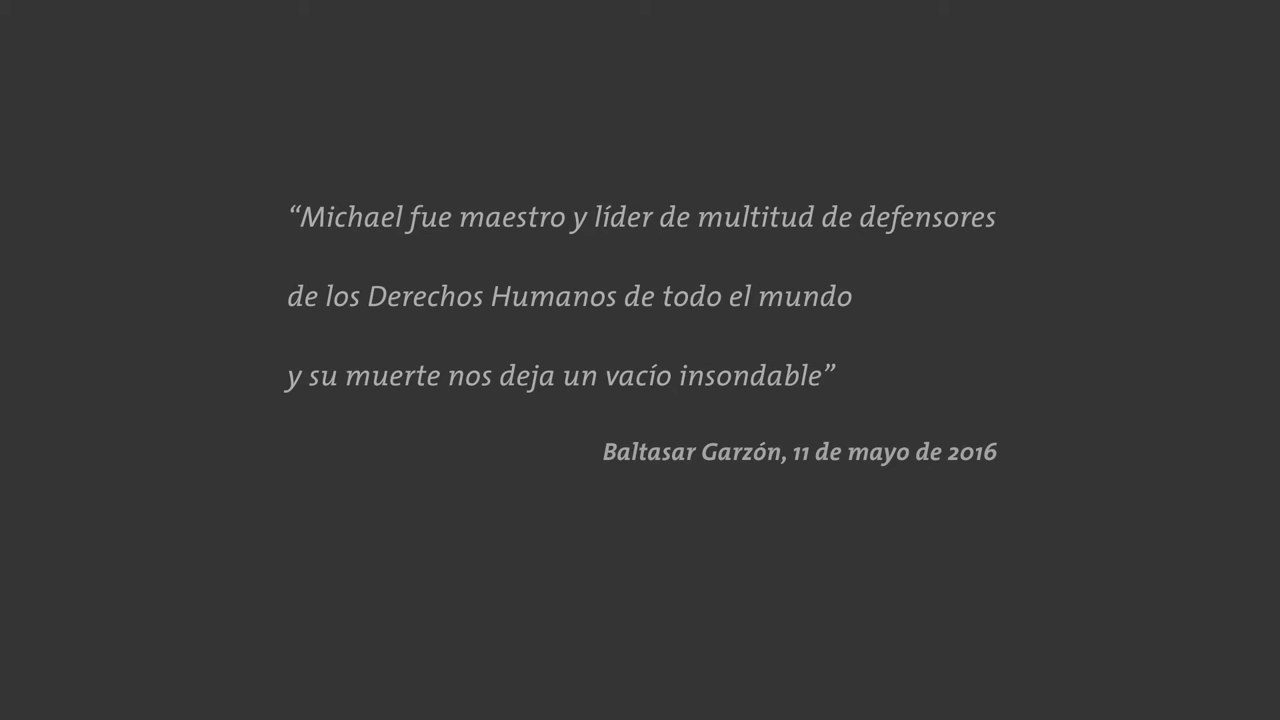 “Michael fue maestro y líder de multitud de defensores
de los Derechos Humanos de todo el mundo
y su muerte nos deja un vacío insondable”
Baltasar Garzón, 11 de mayo de 2016